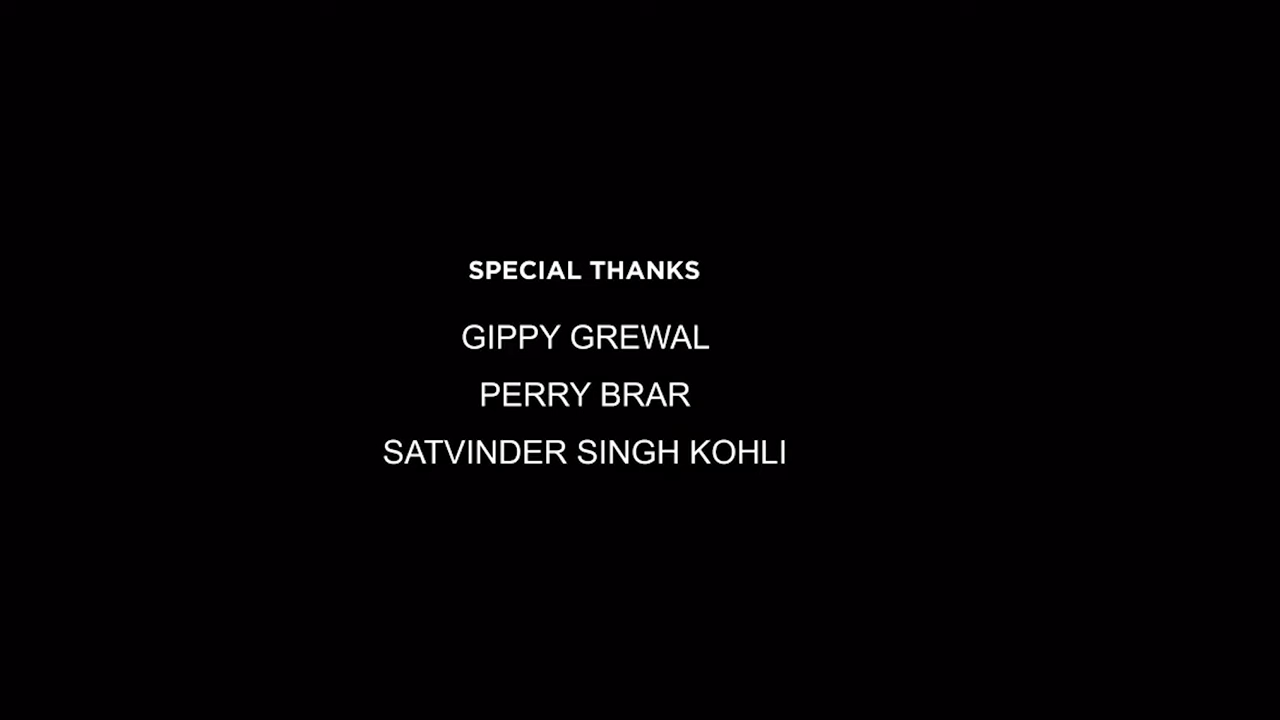 SPECIAL THANKS
GIPPY GREWAL
PERRY BRAR
SATVINDER SINGH KOHLI